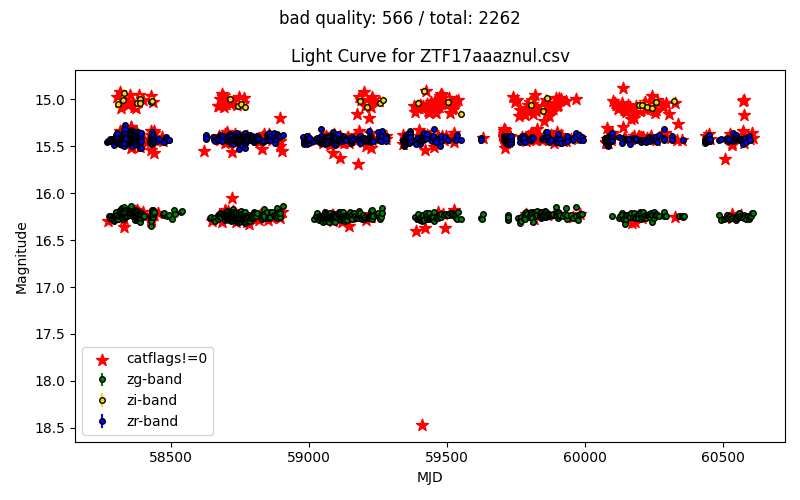 bad quality: 566 / total: 2262
Light Curve for ZTF17aaaznul.csv
15.0
15.5
16.0
16.5
17.0
17.5
18.0
18.5
Magnitude
catflags!=0
zg-band
zi-band
zr-band
58500
59000
59500
60000
60500
MJD